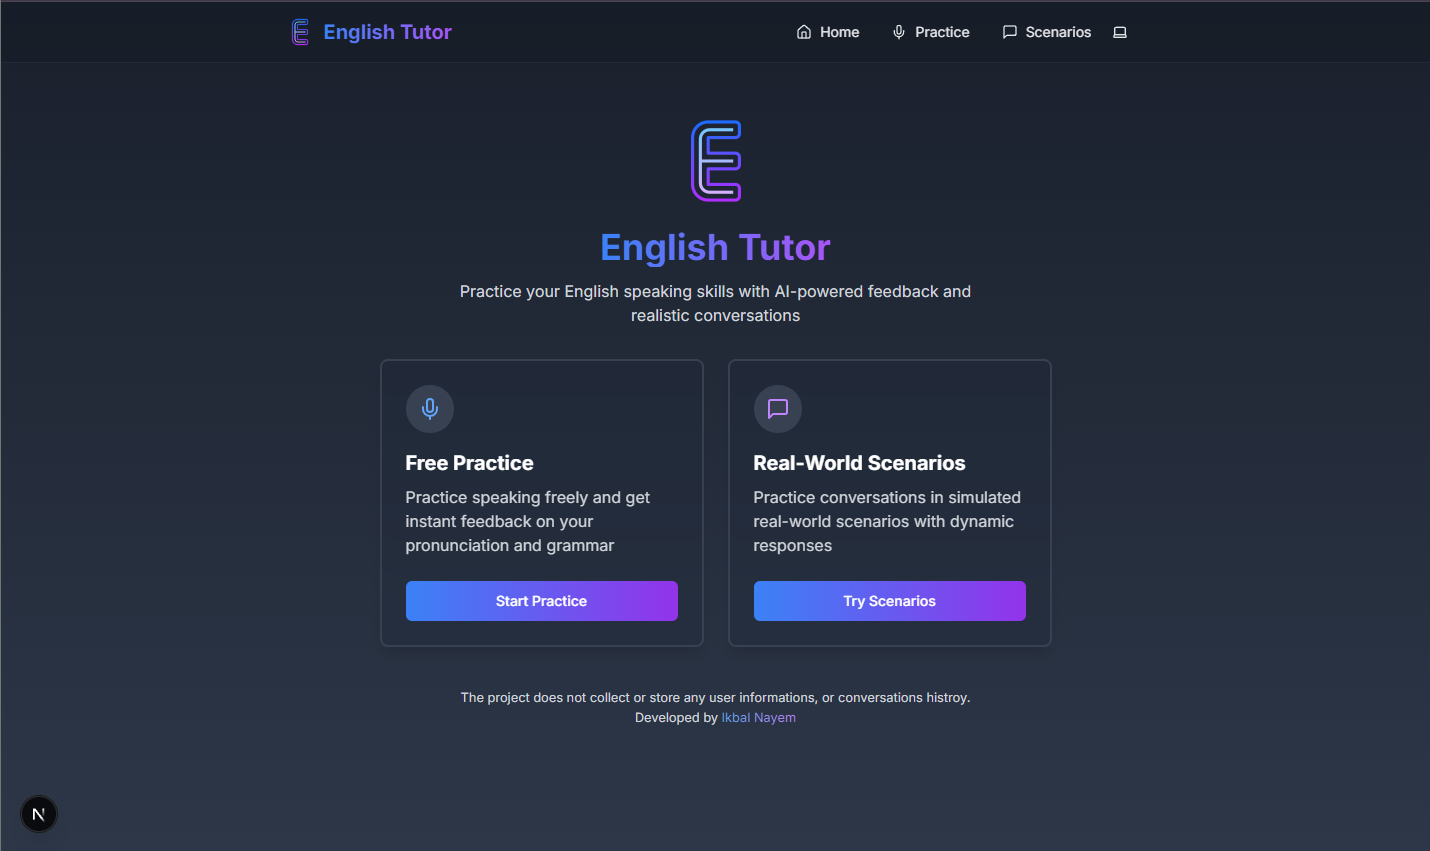 E English Tutor
Home Practice Scenarios
E
English Tutor
Practice your English speaking skills with AI-powered feedback and
realistic conversations
Free Practice
Practice speaking freely and get
instant feedback on your
pronunciation and grammar
Start Practice
Real-World Scenarios
Practice conversations in simulated
real-world scenarios with dynamic
responses
Try Scenarios
The project does not collect or store any user informations, or conversations histroy.
Developed by Ikbal Nayem
N